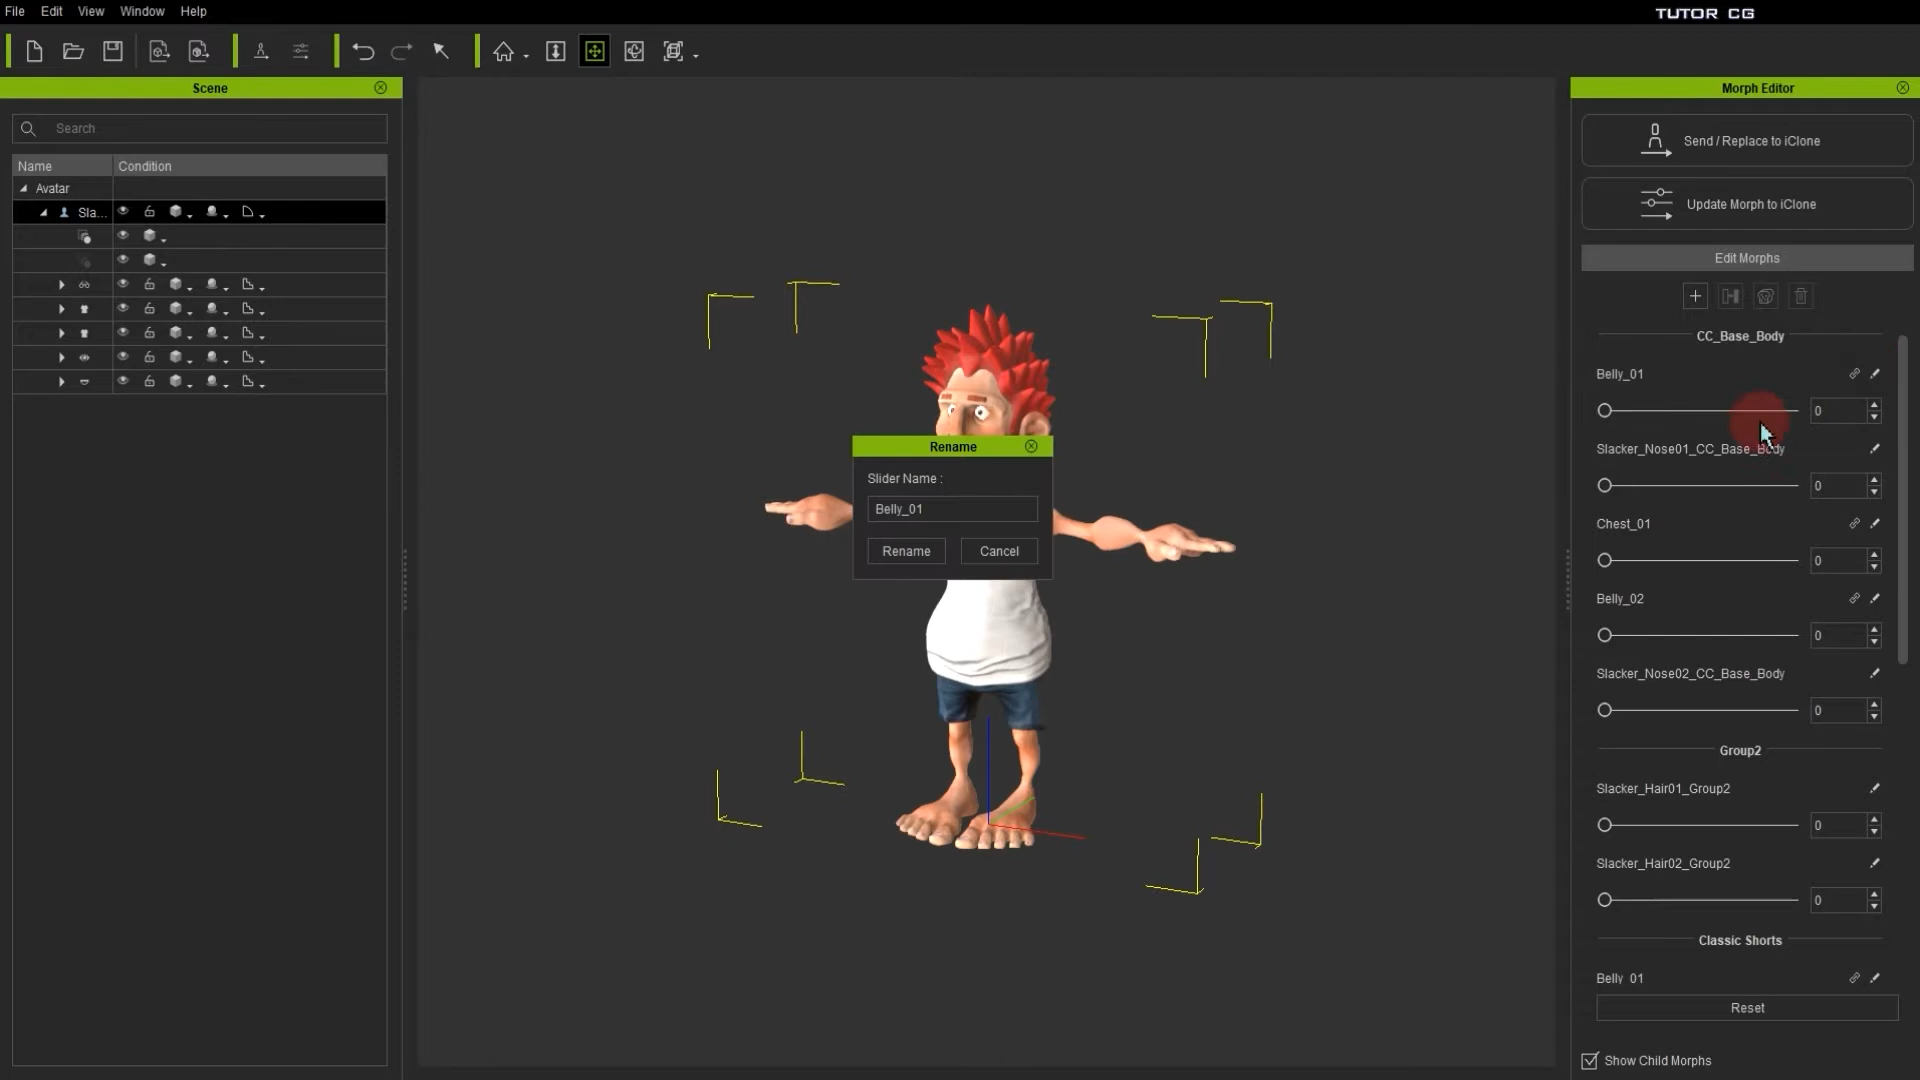 File Edit View Window Help
TUTOR CG
Scene
Search
Name Condition
Avatar
Sla...
Rename
Slider Name :
Belly_01
Rename Cancel
Morph Editor
Send / Replace to iClone
Update Morph to iClone
Edit Morphs
CC_Base_Body
Belly_01
0
Slacker_Nose01_CC_Base_Body
0
Chest_01
0
Belly_02
0
Slacker_Nose02_CC_Base_Body
0
Group2
Slacker_Hair01_Group2
0
Slacker_Hair02_Group2
0
Classic Shorts
Belly_01
Reset
Show Child Morphs